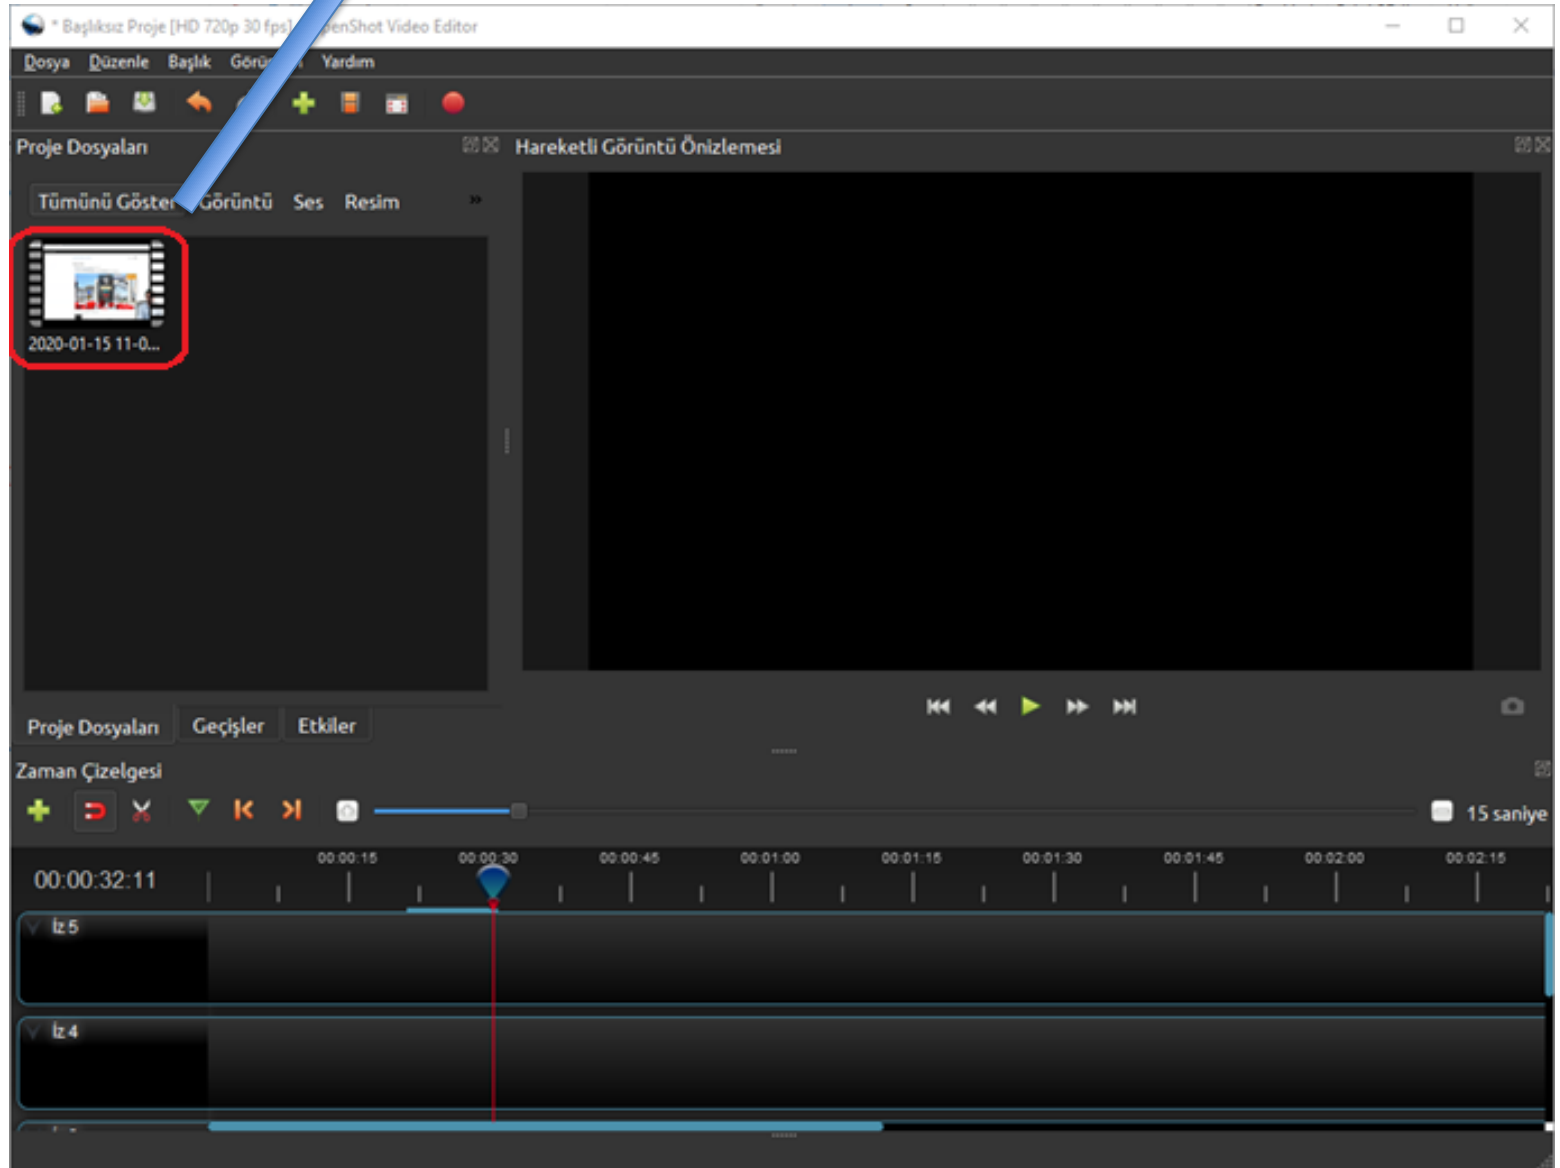 * Başlıksız Proje [HD 720p 30 fps] OpenShot Video Editor
Dosya Düzenle Başlık Yardım
Proje Dosyaları
Hareketli Görüntü Önizlemesi
Tümünü Göster Görüntü Ses Resim »
2020-01-15 11-0...
Proje Dosyaları Geçişler Etkiler
Zaman Çizelgesi
15 saniye
00:00:32:11
00:00:15 00:00:30 00:00:45 00:01:00 00:01:15 00:01:30 00:01:45 00:02:00 00:02:15
İz 5
İz 4